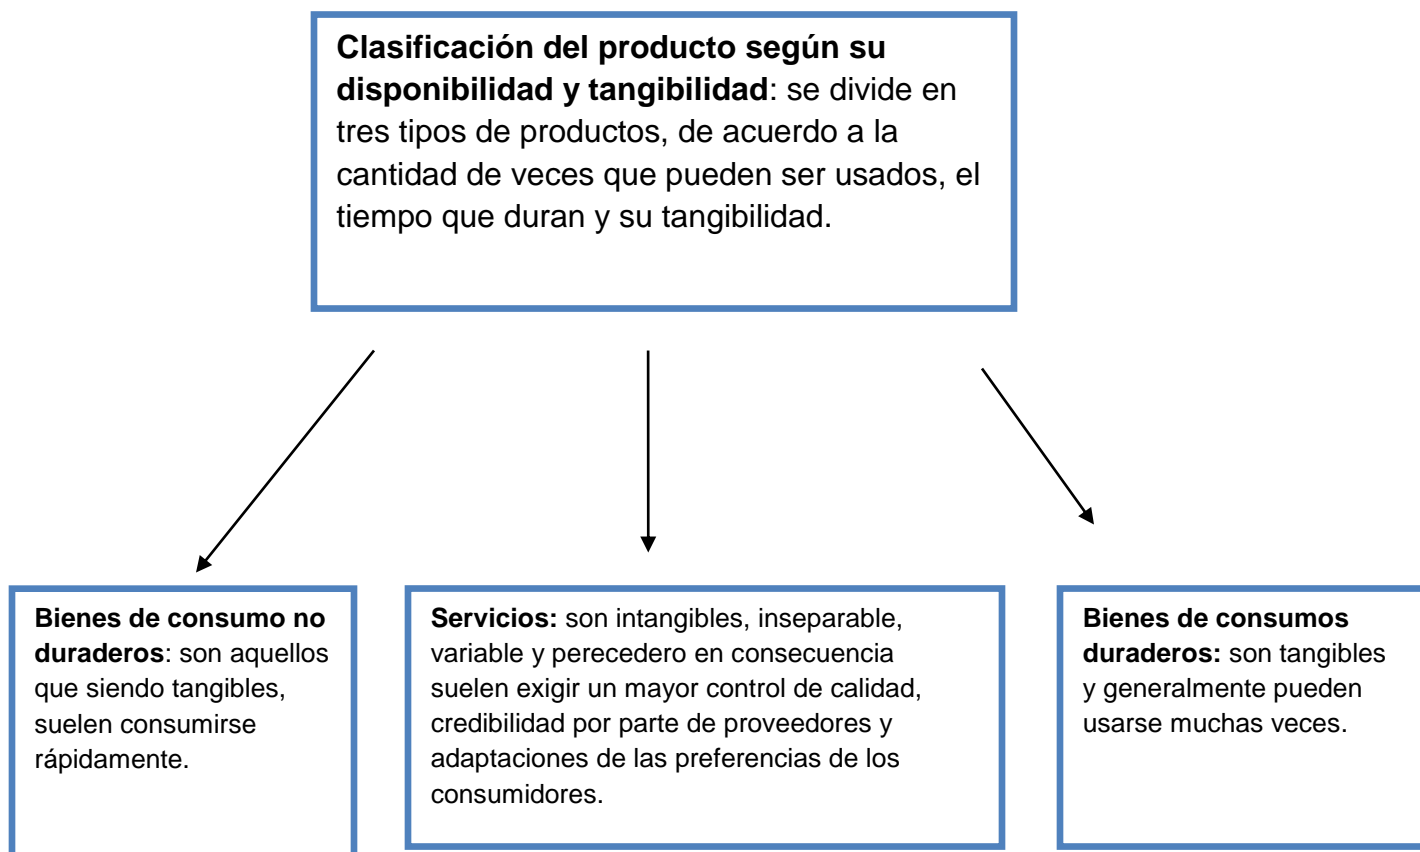 Clasificación del producto según su
disponibilidad y tangibilidad: se divide en
tres tipos de productos, de acuerdo a la
cantidad de veces que pueden ser usados, el
tiempo que duran y su tangibilidad.
Bienes de consumo no
duraderos: son aquellos
que siendo tangibles,
suelen consumirse
rápidamente.
Servicios: son intangibles, inseparable,
variable y perecedero en consecuencia
suelen exigir un mayor control de calidad,
credibilidad por parte de proveedores y
adaptaciones de las preferencias de los
consumidores.
Bienes de consumos
duraderos: son tangibles
y generalmente pueden
usarse muchas veces.